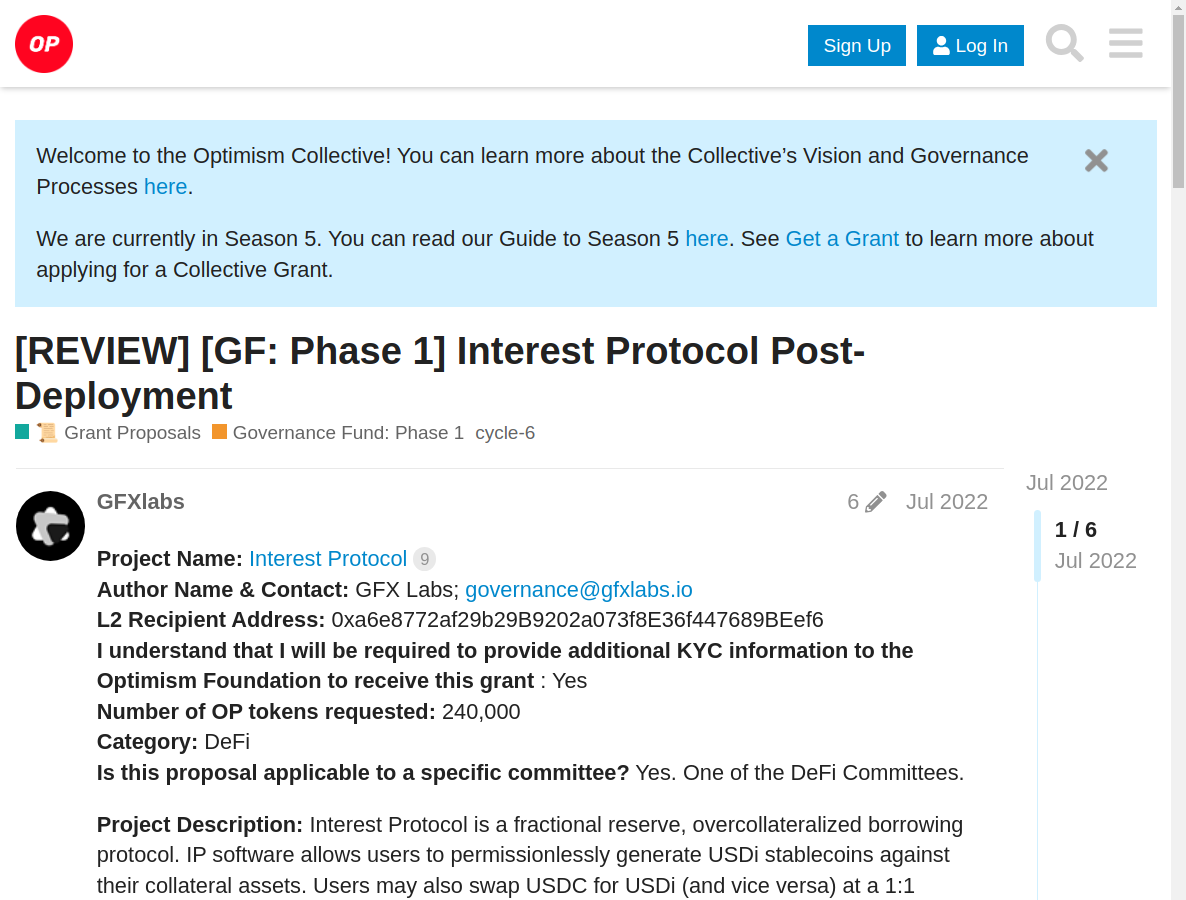 OP
Sign Up
Log In
Welcome to the Optimism Collective! You can learn more about the Collective’s Vision and Governance
Processes here.
We are currently in Season 5. You can read our Guide to Season 5 here. See Get a Grant to learn more about
applying for a Collective Grant.
[REVIEW] [GF: Phase 1] Interest Protocol Post-
Deployment
📜 Grant Proposals Governance Fund: Phase 1 cycle-6
GFXlabs 6 Jul 2022
Jul 2022
1 / 6
Jul 2022
Project Name: Interest Protocol 9
Author Name & Contact: GFX Labs; governance@gfxlabs.io
L2 Recipient Address: 0xa6e8772af29b29B9202a073f8E36f447689BEef6
I understand that I will be required to provide additional KYC information to the
Optimism Foundation to receive this grant : Yes
Number of OP tokens requested: 240,000
Category: DeFi
Is this proposal applicable to a specific committee? Yes. One of the DeFi Committees.
Project Description: Interest Protocol is a fractional reserve, overcollateralized borrowing
protocol. IP software allows users to permissionlessly generate USDi stablecoins against
their collateral assets. Users may also swap USDC for USDi (and vice versa) at a 1:1